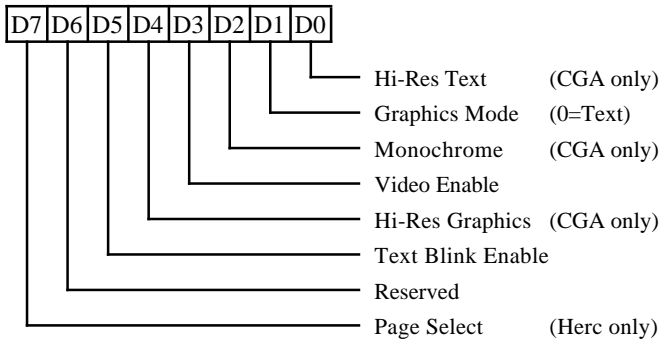 D7 D6 D5 D4 D3 D2 D1 D0
Hi-Res Text (CGA only)
Graphics Mode (0=Text)
Monochrome (CGA only)
Video Enable
Hi-Res Graphics (CGA only)
Text Blink Enable
Reserved
Page Select (Herc only)